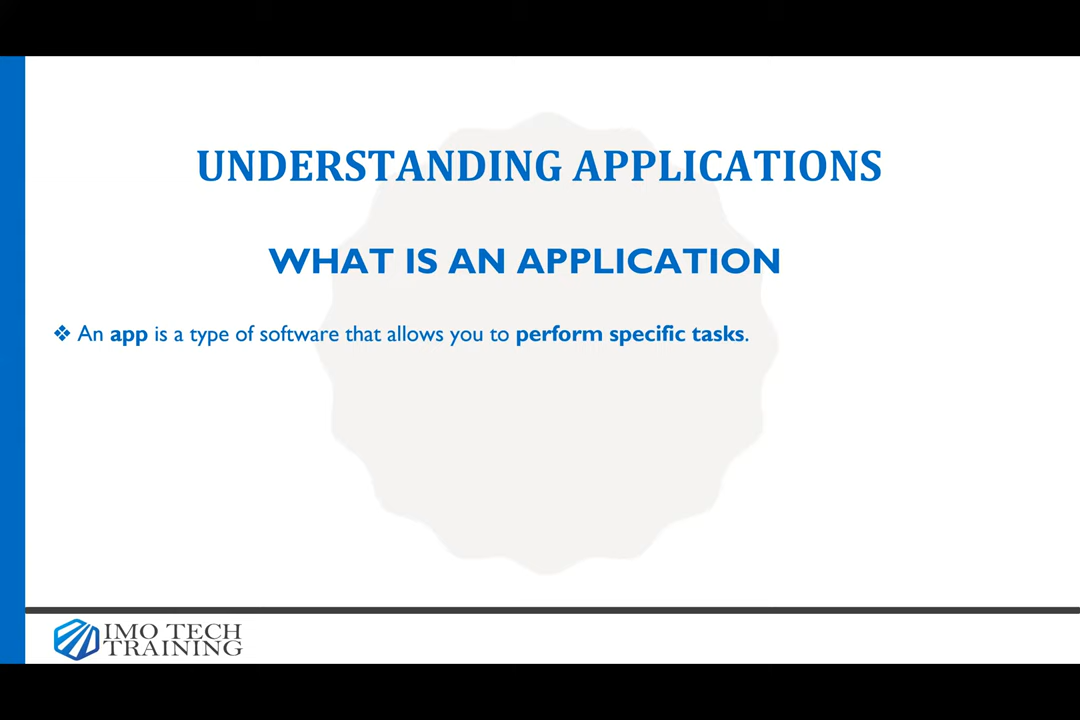 UNDERSTANDING APPLICATIONS
WHAT IS AN APPLICATION
❖ An app is a type of software that allows you to perform specific tasks.
IMO TECH
TRAINING